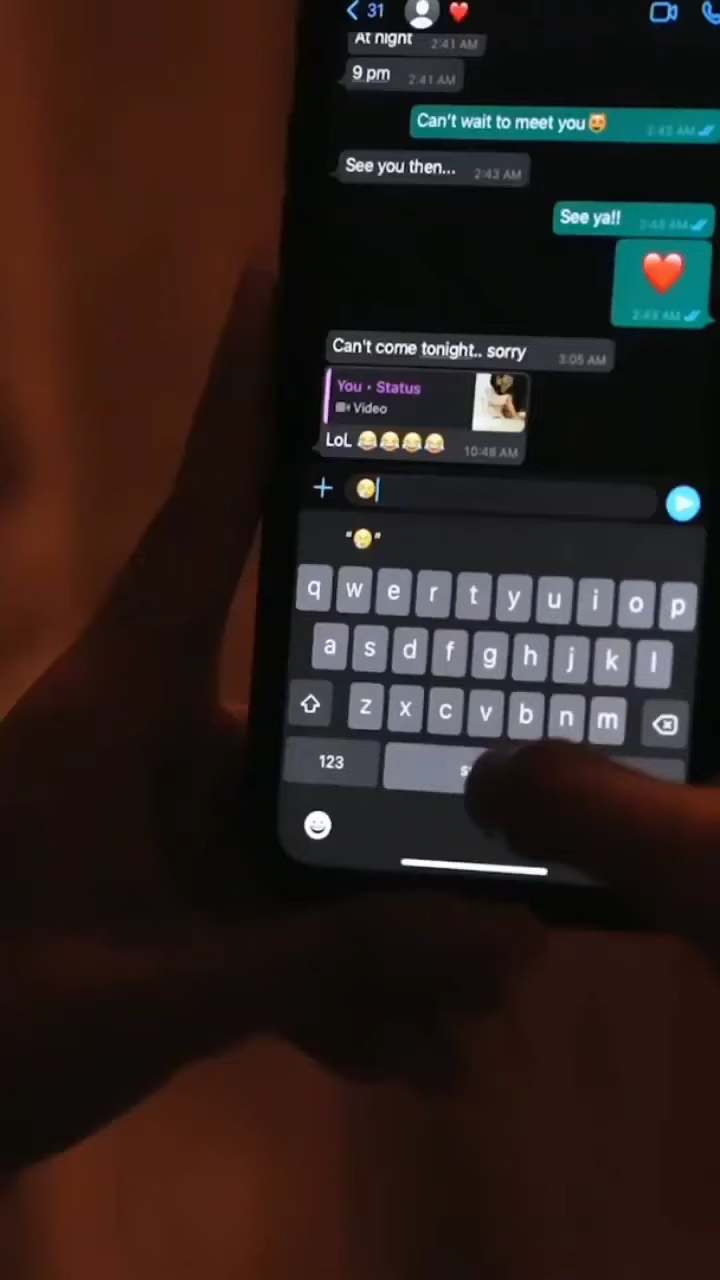 31 ❤️
At night 2:41 AM
9 pm 2:41 AM
Can't wait to meet you😻
See you then... 2:43 AM
See ya!!
❤️
Can't come tonight.. sorry 3:05 AM
You • Status
Video
LoL 😂😂😂😂 10:48 AM
😢
"😢"
q w e r t y u i o p
a s d f g h j k l
z x c v b n m
123